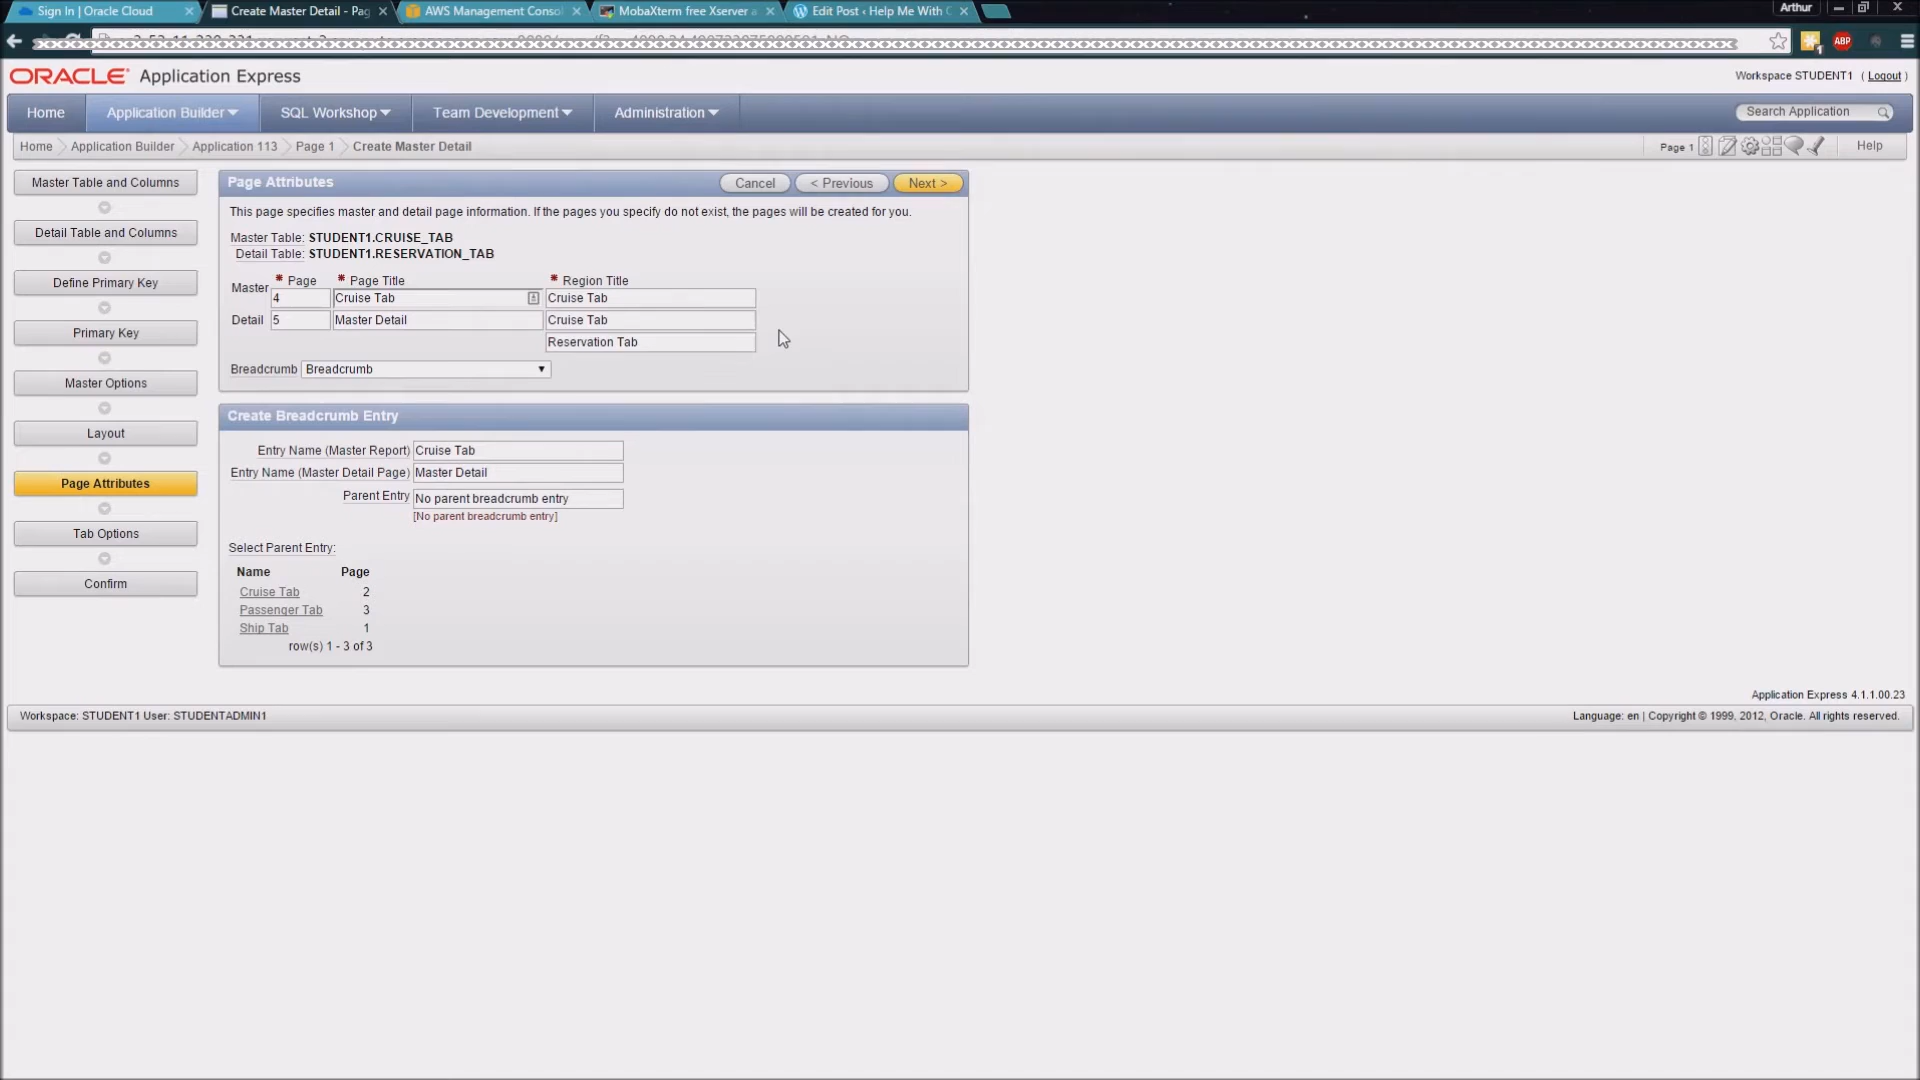 Sign In | Oracle Cloud
Create Master Detail - Pag
AWS Management Consol
MobaXterm free Xserver a
Edit Post ‹ Help Me With
Arthur
ABP
ORACLE Application Express
Workspace STUDENT1 ( Logout )
Home
Application Builder
SQL Workshop
Team Development
Administration
Search Application
Home
Application Builder
Application 113
Page 1
Create Master Detail
Page 1
Help
Master Table and Columns
Detail Table and Columns
Define Primary Key
Primary Key
Master Options
Layout
Page Attributes
Tab Options
Confirm
Page Attributes
Cancel
< Previous
Next >
This page specifies master and detail page information. If the pages you specify do not exist, the pages will be created for you.
Master Table: STUDENT1.CRUISE_TAB
Detail Table: STUDENT1.RESERVATION_TAB
* Page * Page Title * Region Title
Master 4 Cruise Tab Cruise Tab
Detail 5 Master Detail Cruise Tab
Reservation Tab
Breadcrumb Breadcrumb
Create Breadcrumb Entry
Entry Name (Master Report) Cruise Tab
Entry Name (Master Detail Page) Master Detail
Parent Entry No parent breadcrumb entry
[No parent breadcrumb entry]
Select Parent Entry:
Name Page
Cruise Tab 2
Passenger Tab 3
Ship Tab 1
row(s) 1 - 3 of 3
Application Express 4.1.1.00.23
Workspace: STUDENT1 User: STUDENTADMIN1
Language: en | Copyright © 1999, 2012, Oracle. All rights reserved.